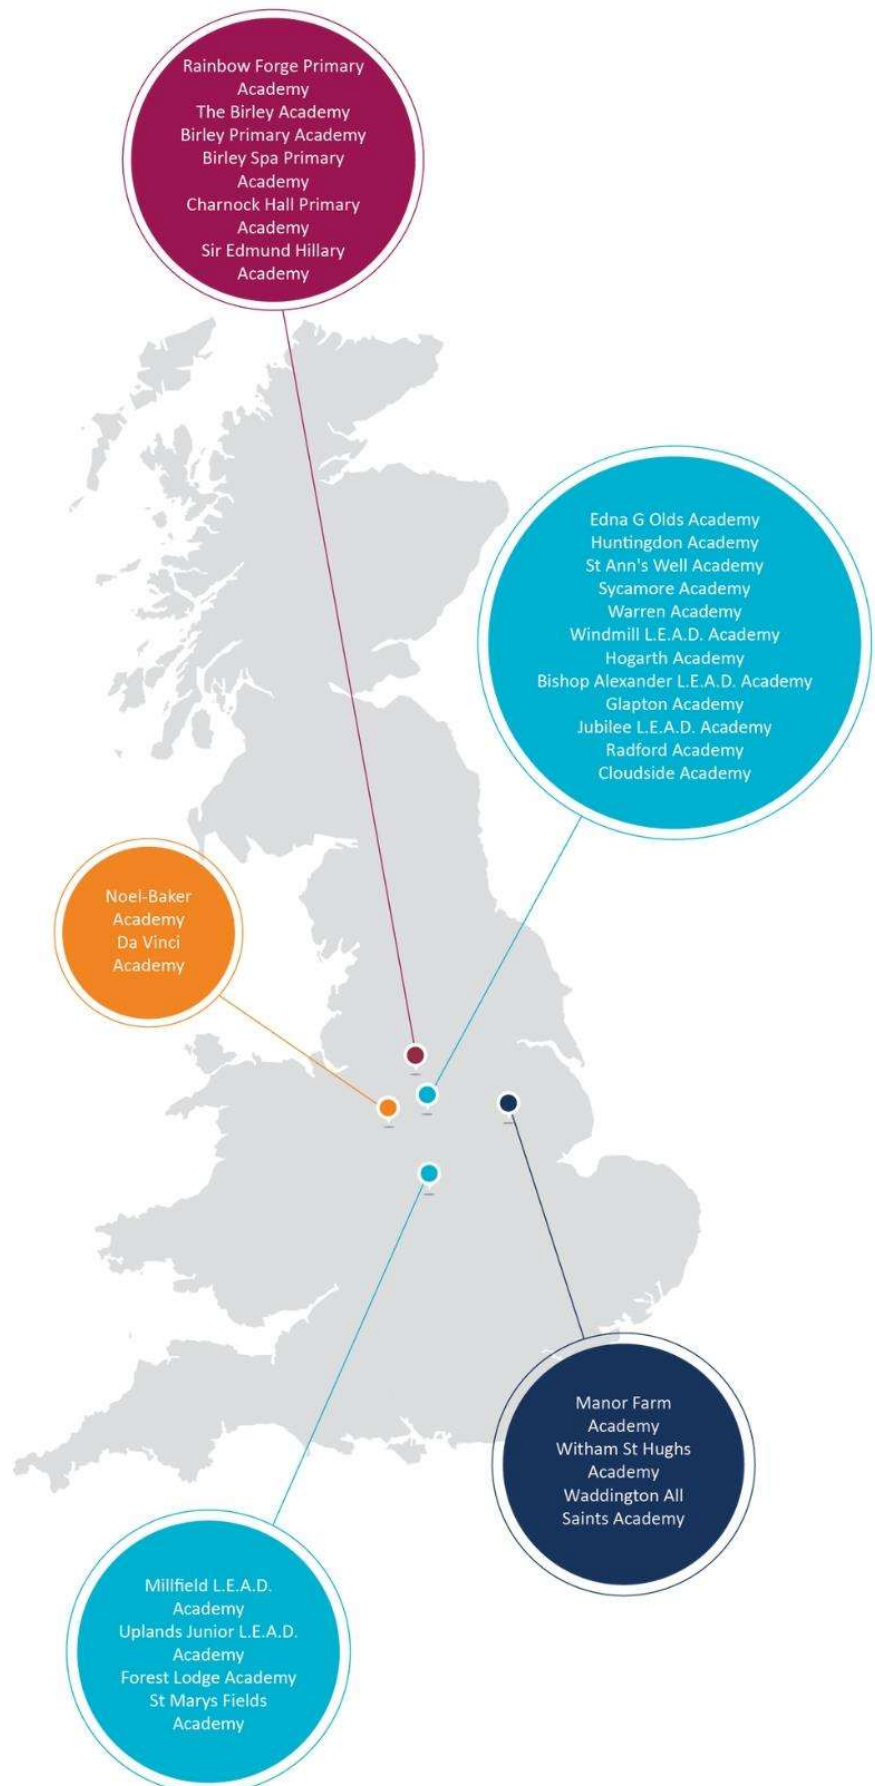 Rainbow Forge Primary
Academy
The Birley Academy
Birley Primary Academy
Birley Spa Primary
Academy
Charnock Hall Primary
Academy
Sir Edmund Hillary
Academy
Edna G Olds Academy
Huntingdon Academy
St Ann's Well Academy
Sycamore Academy
Warren Academy
Windmill L.E.A.D. Academy
Hogarth Academy
Bishop Alexander L.E.A.D. Academy
Glapton Academy
Jubilee L.E.A.D. Academy
Radford Academy
Cloudside Academy
Noel-Baker
Academy
Da Vinci
Academy
Manor Farm
Academy
Witham St Hughs
Academy
Waddington All
Saints Academy
Millfield L.E.A.D.
Academy
Uplands Junior L.E.A.D.
Academy
Forest Lodge Academy
St Marys Fields
Academy